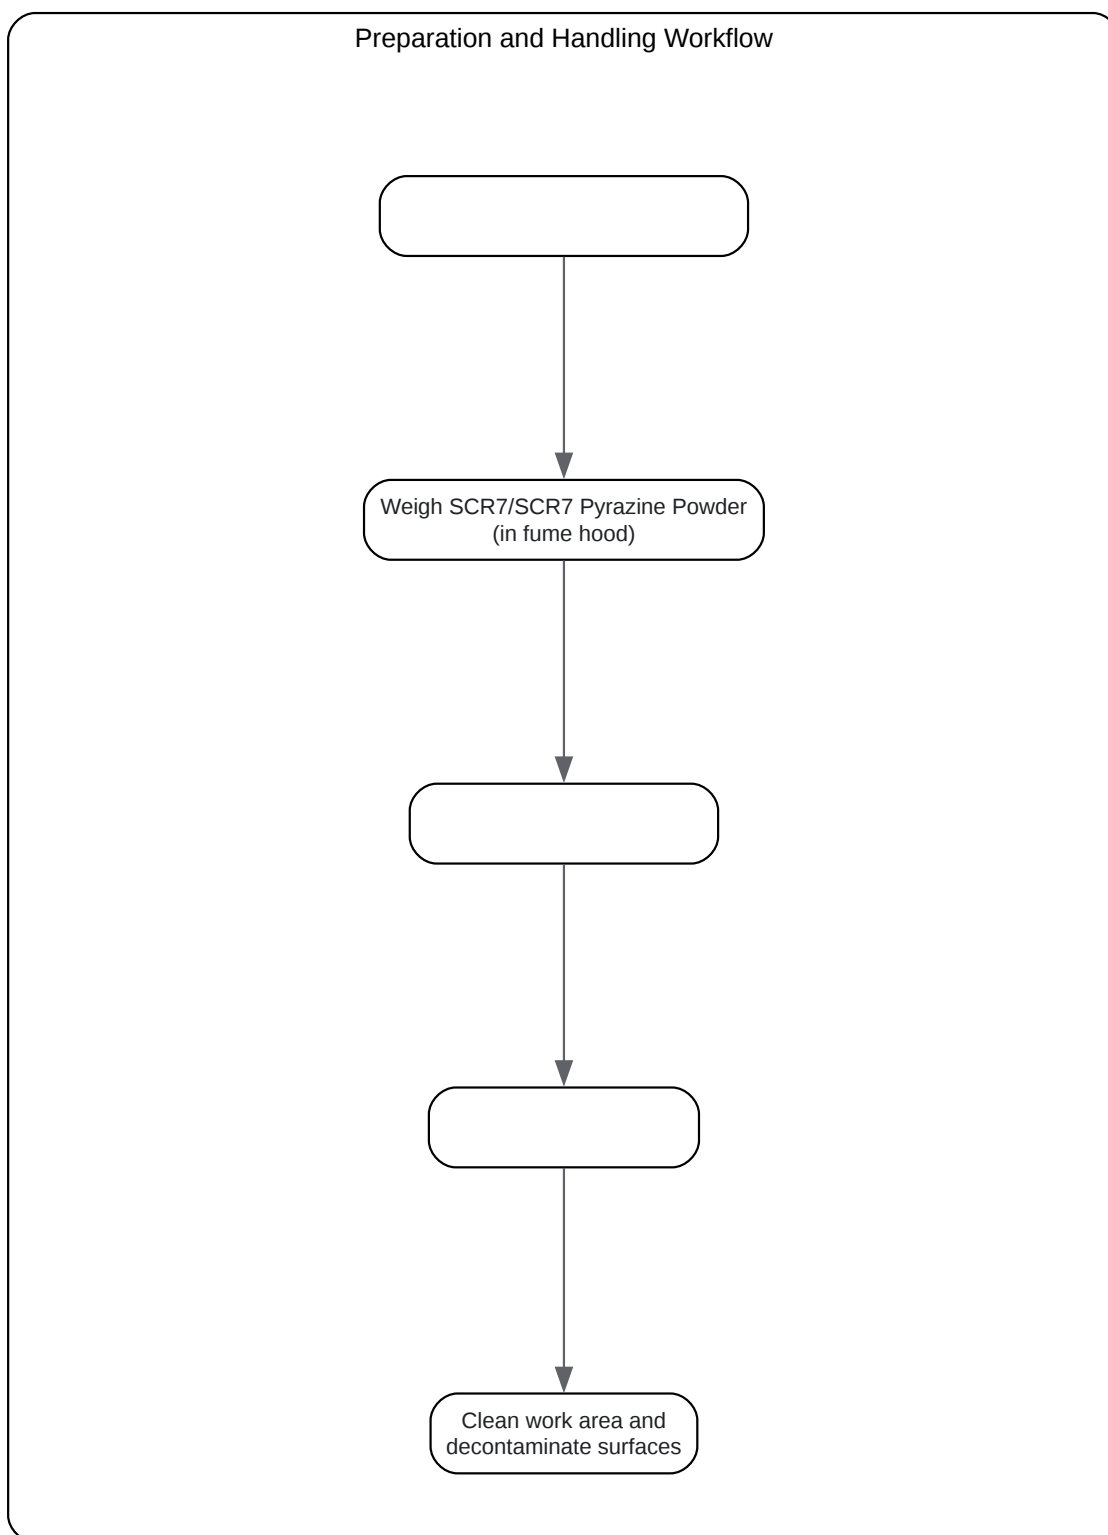 Preparation and Handling Workflow
Weigh SCR7/SCR7 Pyrazine Powder
(in fume hood)
Clean work area and
decontaminate surfaces